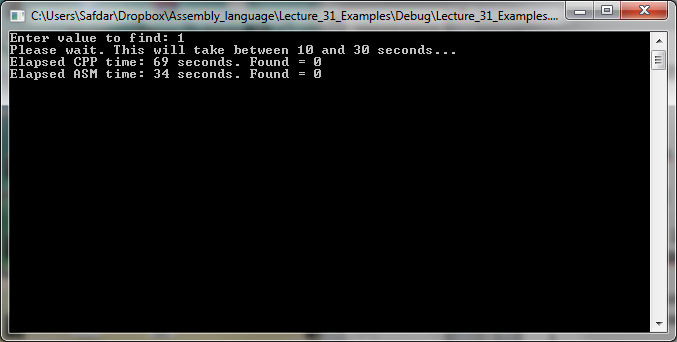 C:\Users\Safdar\Dropbox\Assembly_language\Lecture_31_Examples\Debug\Lecture_31_Examples....
Enter value to find: 1
Please wait. This will take between 10 and 30 seconds...
Elapsed CPP time: 69 seconds. Found = 0
Elapsed ASM time: 34 seconds. Found = 0